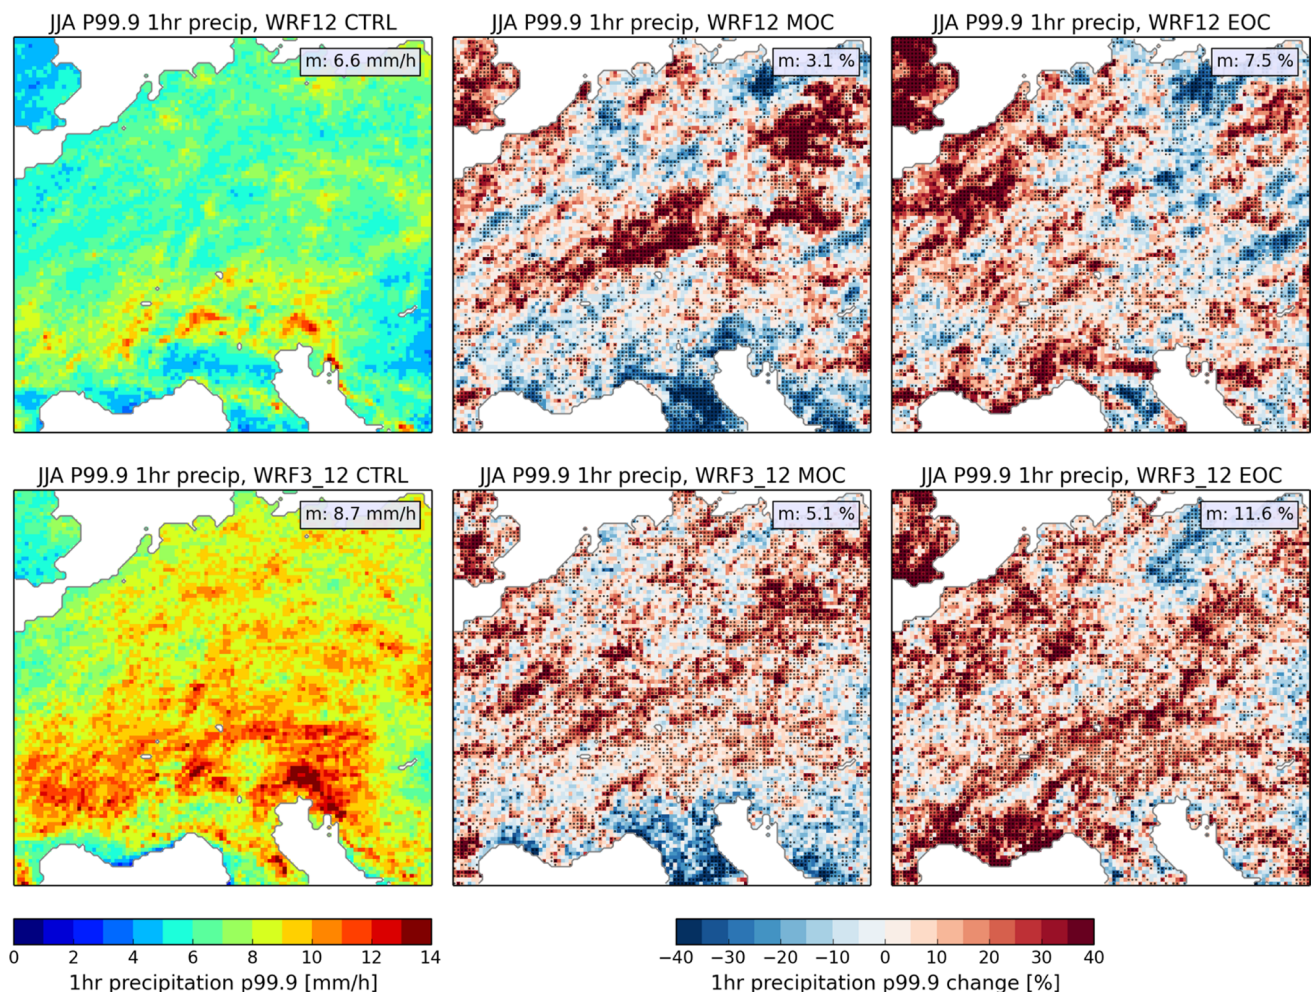 JJA P99.9 1hr precip, WRF12 CTRL
m: 6.6 mm/h
JJA P99.9 1hr precip, WRF12 MOC
m: 3.1 %
JJA P99.9 1hr precip, WRF12 EOC
m: 7.5 %
JJA P99.9 1hr precip, WRF3_12 CTRL
m: 8.7 mm/h
JJA P99.9 1hr precip, WRF3_12 MOC
m: 5.1 %
JJA P99.9 1hr precip, WRF3_12 EOC
m: 11.6 %
0 2 4 6 8 10 12 14
1hr precipitation p99.9 [mm/h]
−40 −30 −20 −10 0 10 20 30 40
1hr precipitation p99.9 change [%]